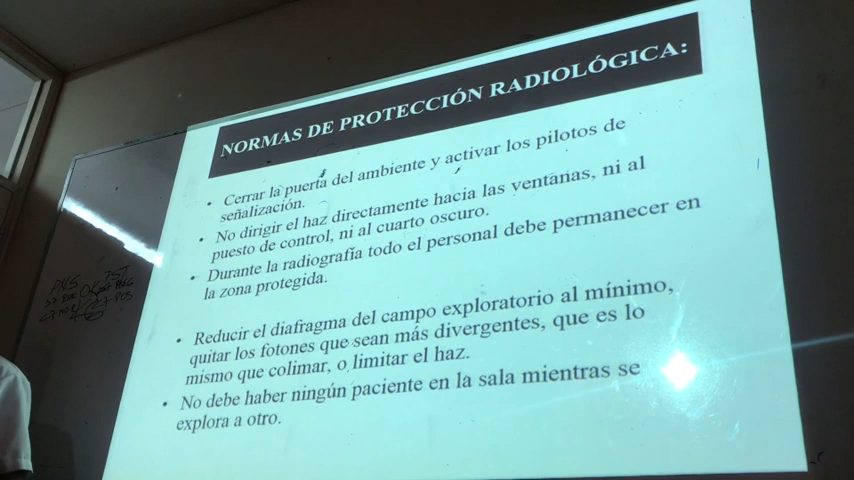 NORMAS DE PROTECCIÓN RADIOLÓGICA:
• Cerrar la puerta del ambiente y activar los pilotos de
señalización.
• No dirigir el haz directamente hacia las ventanas, ni al
puesto de control, ni al cuarto oscuro.
• Durante la radiografía todo el personal debe permanecer en
la zona protegida.
• Reducir el diafragma del campo exploratorio al mínimo,
quitar los fotones que sean más divergentes, que es lo
mismo que colimar, o limitar el haz.
• No debe haber ningún paciente en la sala mientras se
explora a otro.